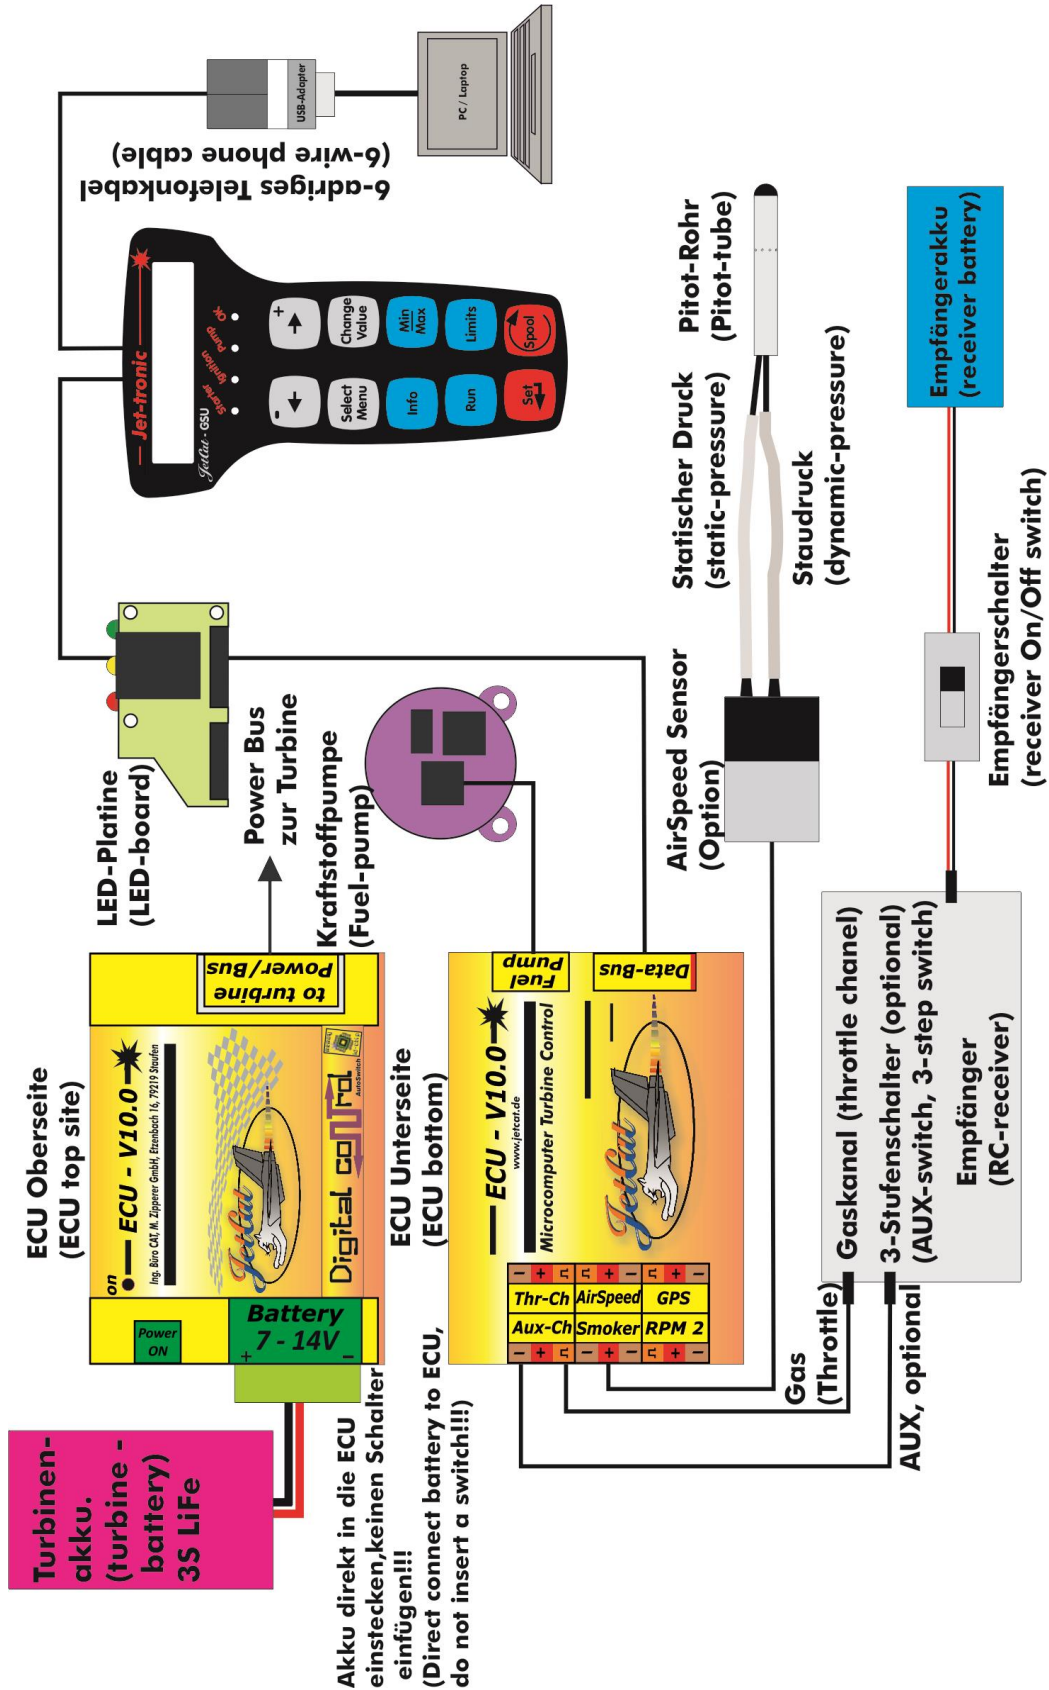 Turbinen-
akku.
(turbine -
battery)
3S LiFe
Akku direkt in die ECU
einstecken,keinen Schalter
einfügen!!!
(Direct connect battery to ECU,
do not insert a switch!!!)
ECU Oberseite
(ECU top site)
on
ECU - V10.0
Ing. Büro CAT, M. Zipperer GmbH, Etzenbach 16, 79219 Staufen
Power
ON
Battery
7 - 14V
+
−
JetCat
Digital control
AutoSwitch
to turbine
Power/Bus
Power Bus
zur Turbine
LED-Platine
(LED-board)
Kraftstoffpumpe
(Fuel-pump)
ECU Unterseite
(ECU bottom)
ECU - V10.0
www.jetcat.de
Microcomputer Turbine Control
JetCat
Fuel
Pump
Data-Bus
− + ⎍ − + − ⎍ + −
Thr-Ch AirSpeed GPS
Aux-Ch Smoker RPM 2
− + ⎍ − + − ⎍ + −
Jet-tronic
JetCat - GSU
Starter Ignition Pump OK
-
+
Select
Menu
Change
Value
Info
Min
Max
Run
Limits
Set
Spool
6-adriges Telefonkabel
(6-wire phone cable)
USB-Adapter
PC / Laptop
AirSpeed Sensor
(Option)
Statischer Druck
(static-pressure)
Staudruck
(dynamic-pressure)
Pitot-Rohr
(Pitot-tube)
Gas
(Throttle)
AUX, optional
Gaskanal (throttle chanel)
3-Stufenschalter (optional)
(AUX-switch, 3-step switch)
Empfänger
(RC-receiver)
Empfängerschalter
(receiver On/Off switch)
Empfängerakku
(receiver battery)